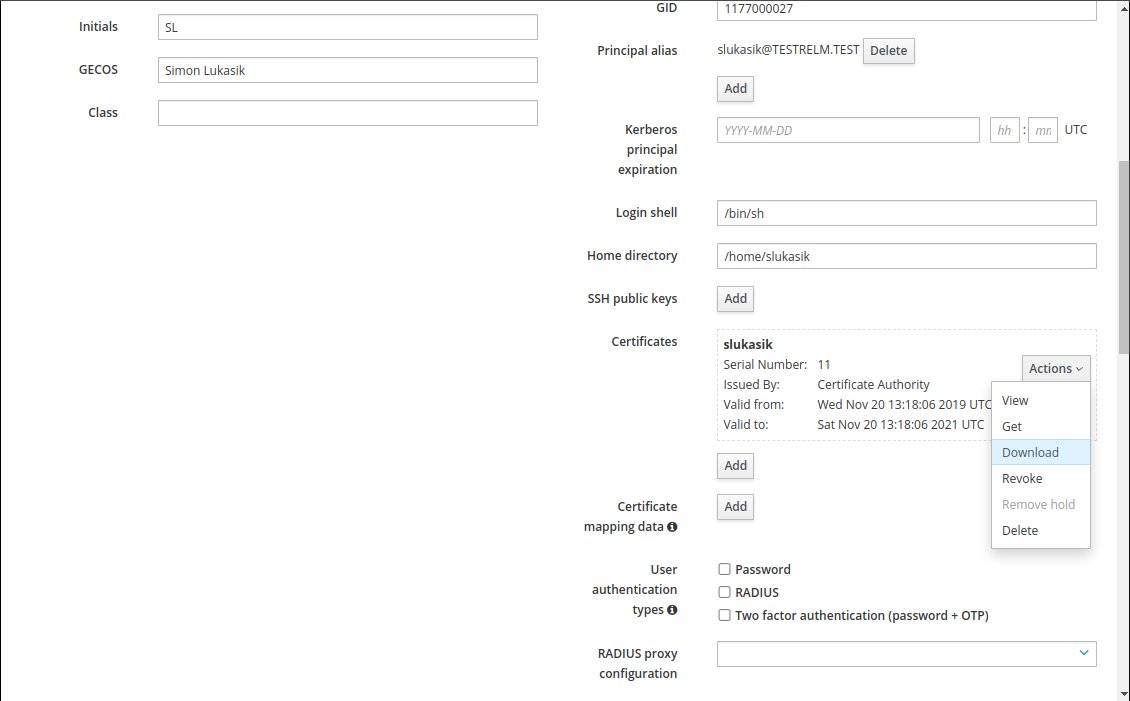 Initials
SL
GECOS
Simon Lukasik
Class
GID
1177000027
Principal alias
slukasik@TESTRELM.TEST Delete
Add
Kerberos
principal
expiration
YYYY-MM-DD hh : mm UTC
Login shell
/bin/sh
Home directory
/home/slukasik
SSH public keys
Add
Certificates
slukasik
Serial Number: 11
Issued By: Certificate Authority
Valid from: Wed Nov 20 13:18:06 2019 UTC
Valid to: Sat Nov 20 13:18:06 2021 UTC
Actions
View
Get
Download
Revoke
Remove hold
Delete
Add
Certificate
mapping data
Add
User
authentication
types
Password
RADIUS
Two factor authentication (password + OTP)
RADIUS proxy
configuration